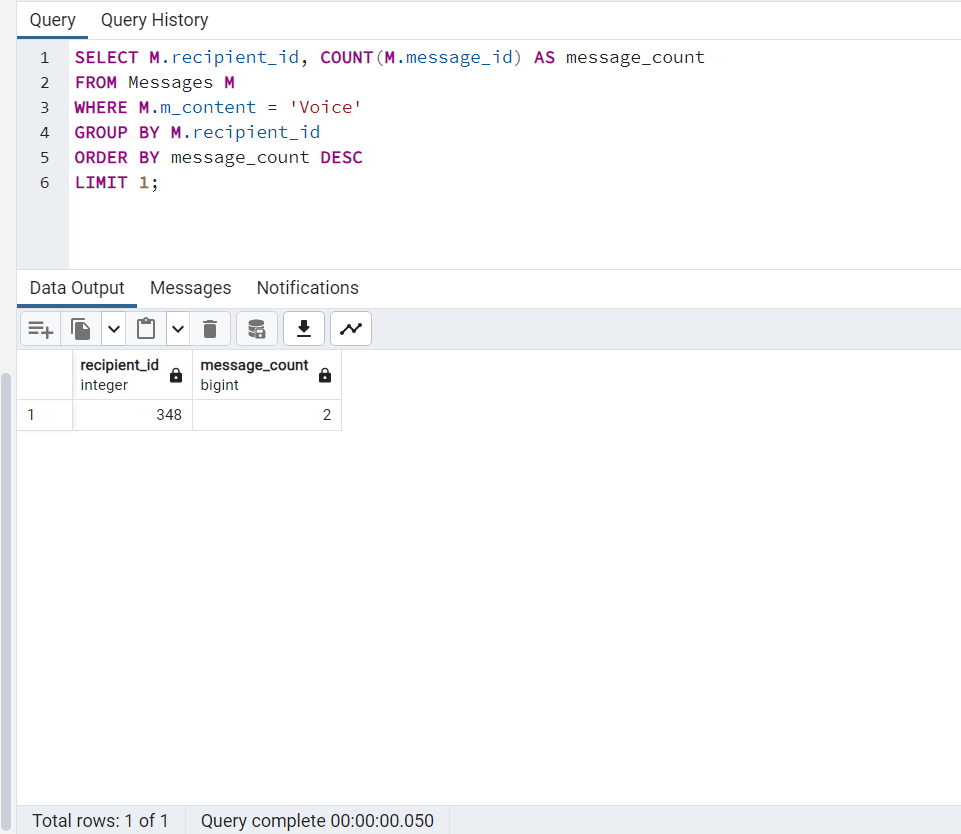 Query Query History
1 SELECT M.recipient_id, COUNT(M.message_id) AS message_count
2 FROM Messages M
3 WHERE M.m_content = 'Voice'
4 GROUP BY M.recipient_id
5 ORDER BY message_count DESC
6 LIMIT 1;
Data Output Messages Notifications
recipient_id message_count
integer bigint
1 348 2
Total rows: 1 of 1 Query complete 00:00:00.050